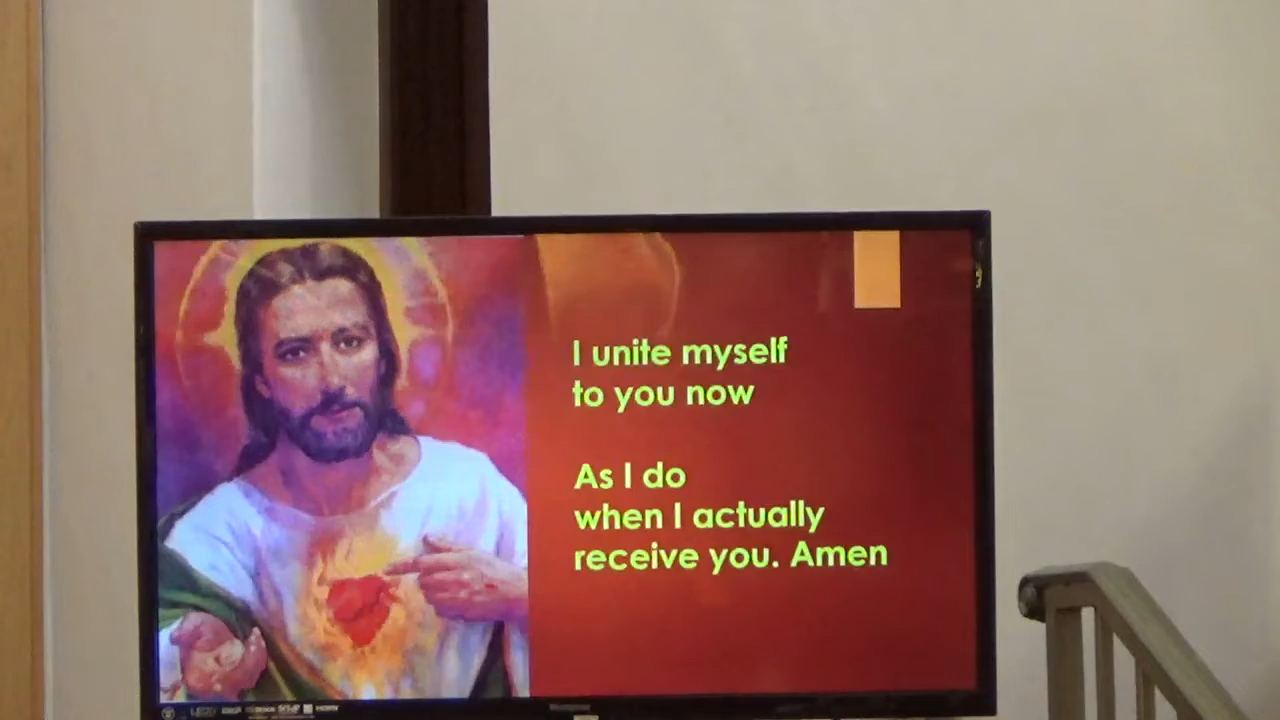 I unite myself
to you now
As I do
when I actually
receive you. Amen